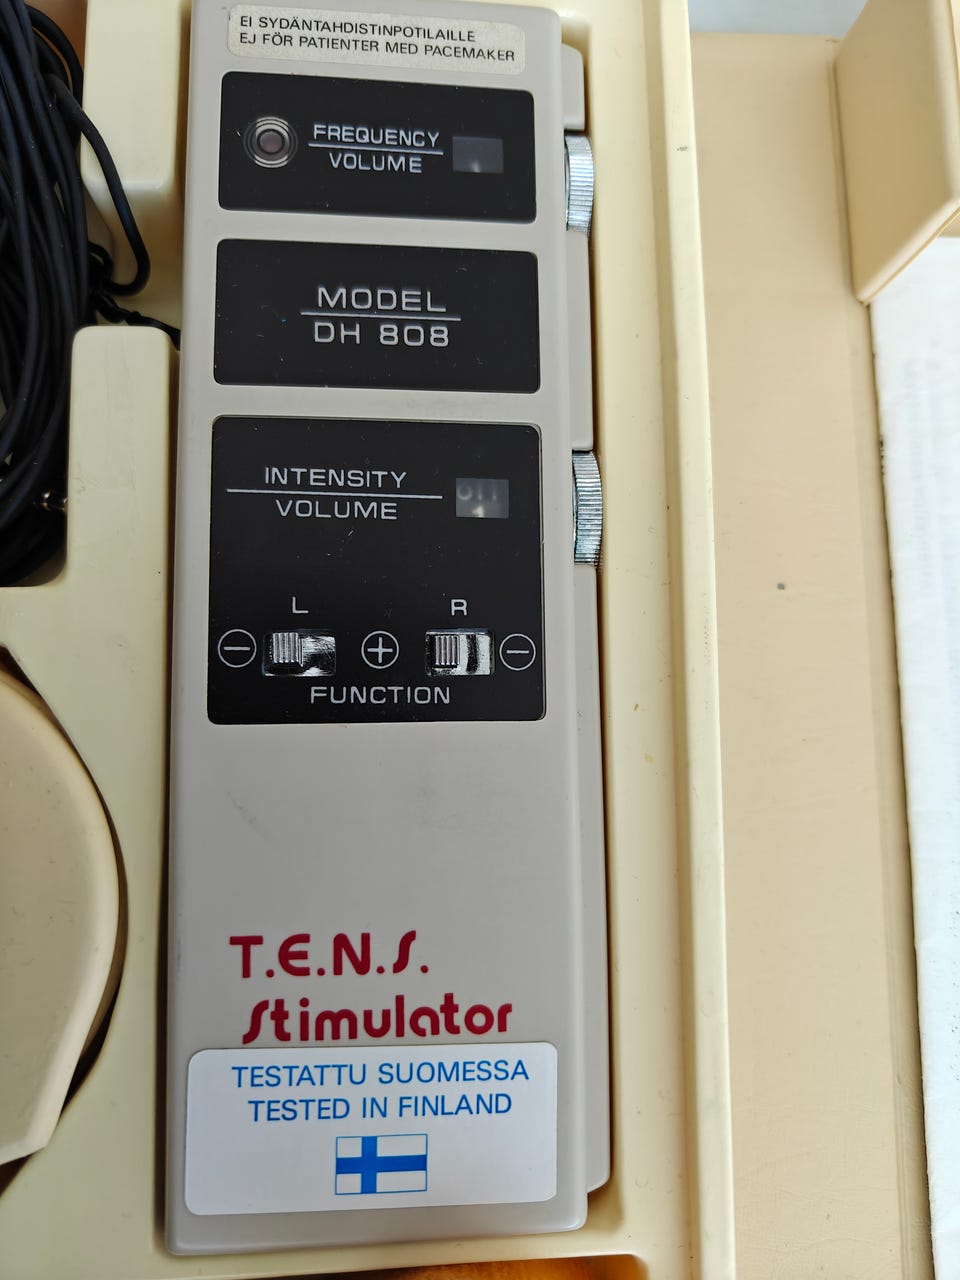 EI SYDÄNTAHDISTINPOTILAILLE
EJ FÖR PATIENTER MED PACEMAKER
FREQUENCY
VOLUME
MODEL
DH 808
INTENSITY
VOLUME
L R
− + −
FUNCTION
T.E.N.S.
Stimulator
TESTATTU SUOMESSA
TESTED IN FINLAND